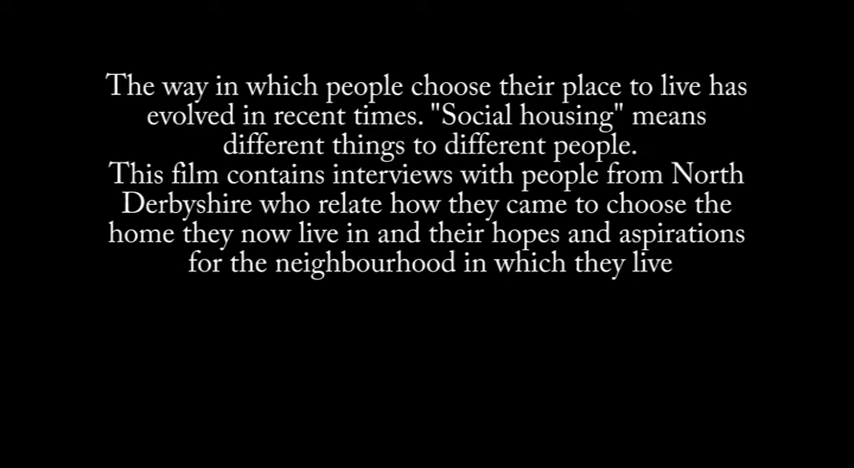 The way in which people choose their place to live has
evolved in recent times. "Social housing" means
different things to different people.
This film contains interviews with people from North
Derbyshire who relate how they came to choose the
home they now live in and their hopes and aspirations
for the neighbourhood in which they live